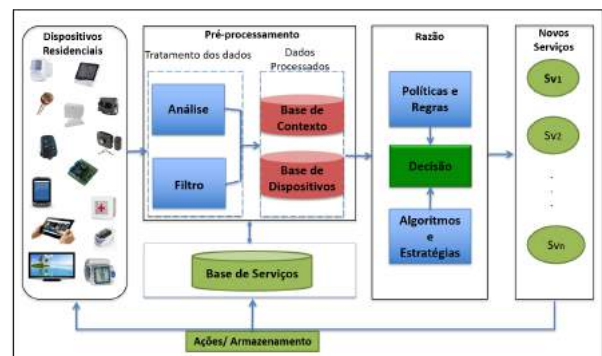 Dispositivos
Residenciais
Pré-processamento
Tratamento dos dados
Dados
Processados
Análise
Filtro
Base de
Contexto
Base de
Dispositivos
Base de Serviços
Razão
Políticas e
Regras
Decisão
Algoritmos
e
Estratégias
Novos
Serviços
Sv1
Sv2
.
.
.
Svn
Ações/ Armazenamento